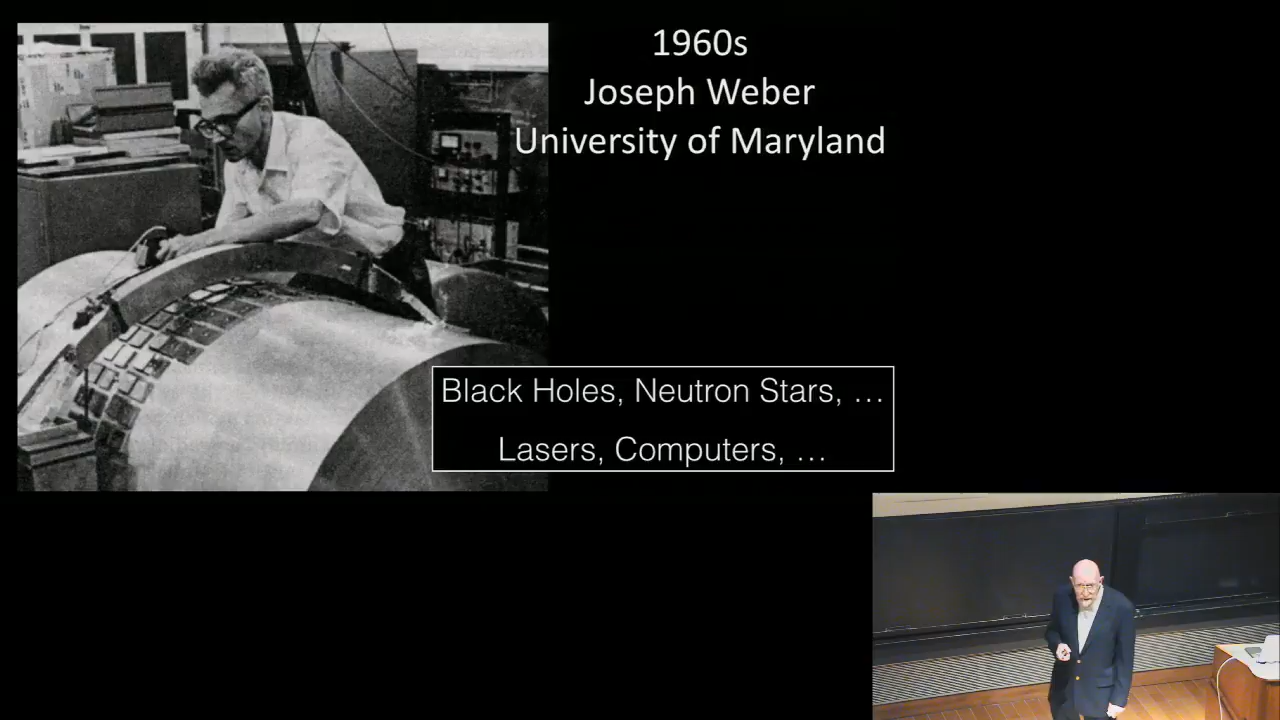 1960s
Joseph Weber
University of Maryland
Black Holes, Neutron Stars, …
Lasers, Computers, …